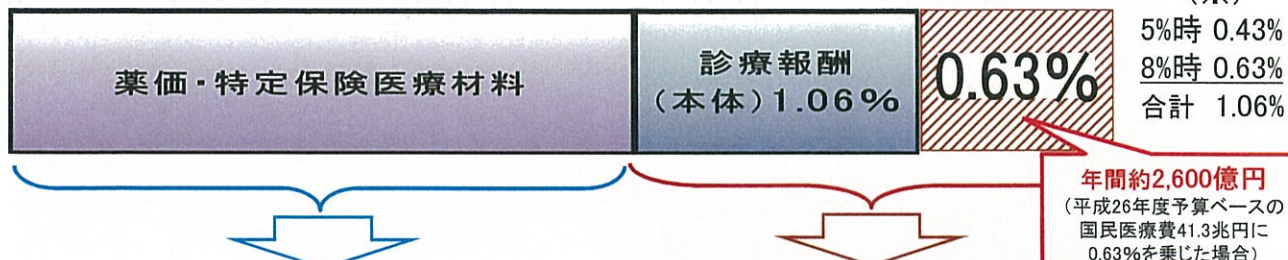 薬価・特定保険医療材料
診療報酬
(本体)1.06%
0.63%
5%時 0.43%
8%時 0.63%
合計 1.06%
年間約2,600億円
(平成26年度予算ベースの
国民医療費41.3兆円に
0.63%を乗じた場合)